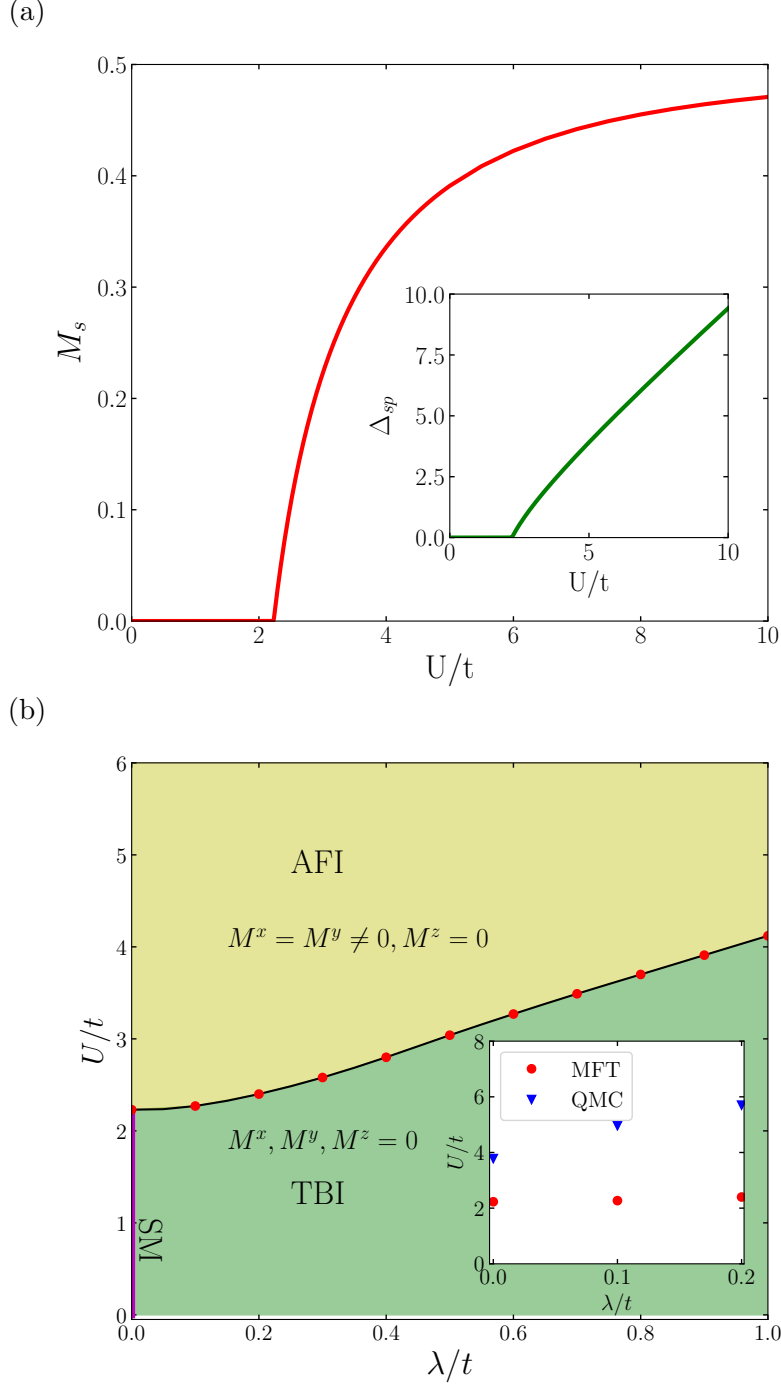 (a)
0.5
0.4
0.3
0.2
0.1
0.0
M_s
0 2 4 6 8 10
U/t
10.0
7.5
5.0
2.5
0.0
Δ_sp
0 5 10
U/t
(b)
6
5
4
3
2
1
0
U/t
AFI
M^x = M^y ≠ 0, M^z = 0
M^x, M^y, M^z = 0
TBI
SM
8
6
4
2
0
U/t
MFT
QMC
0.0 0.1 0.2
λ/t
0.0 0.2 0.4 0.6 0.8 1.0
λ/t